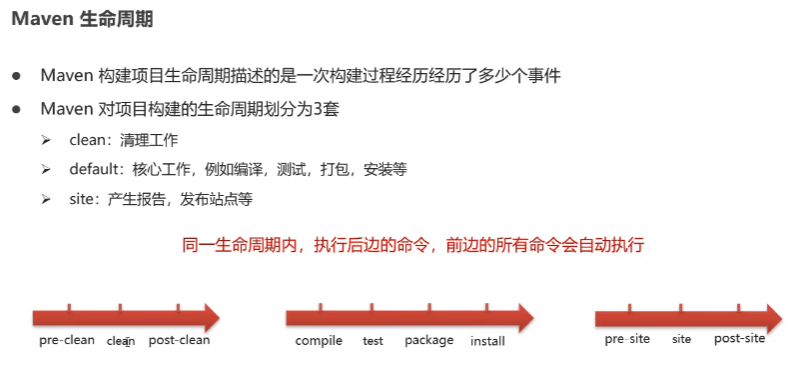 Maven 生命周期
● Maven 构建项目生命周期描述的是一次构建过程经历经历了多少个事件
● Maven 对项目构建的生命周期划分为3套
➢ clean：清理工作
➢ default：核心工作，例如编译，测试，打包，安装等
➢ site：产生报告，发布站点等
同一生命周期内，执行后边的命令，前边的所有命令会自动执行
pre-clean clean post-clean compile test package install pre-site site post-site